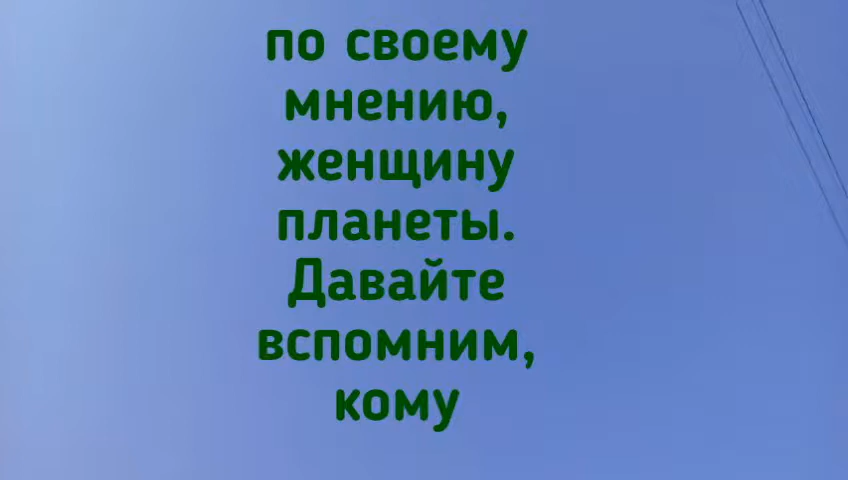 по своему
мнению,
женщину
планеты.
Давайте
вспомним,
кому